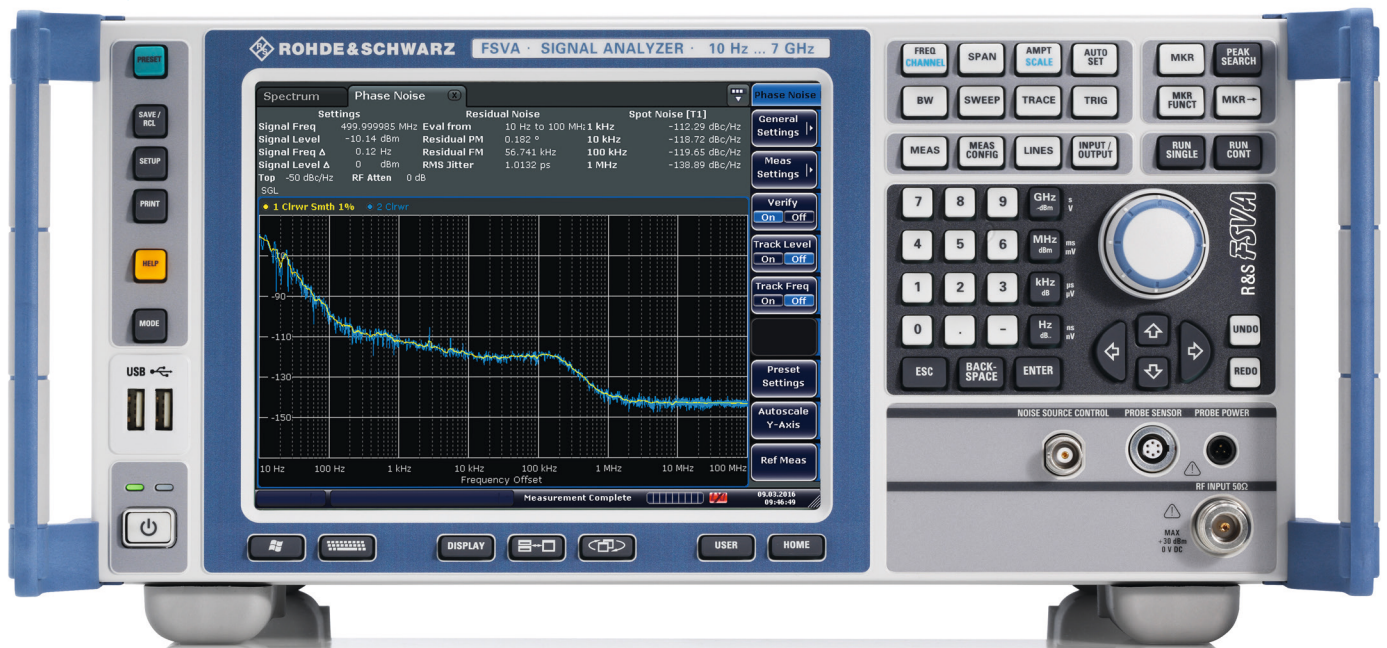 PRESET
SAVE /
RCL
SETUP
PRINT
HELP
MODE
USB
R&S
ROHDE&SCHWARZ FSVA · SIGNAL ANALYZER · 10 Hz ... 7 GHz
Spectrum Phase Noise Phase Noise
Settings Residual Noise Spot Noise [T1]
Signal Freq 499.999985 MHz Eval from 10 Hz to 100 MHz 1 kHz -112.29 dBc/Hz
Signal Level -10.14 dBm Residual PM 0.182 ° 10 kHz -118.72 dBc/Hz
Signal Freq Δ 0.12 Hz Residual FM 56.741 kHz 100 kHz -119.65 dBc/Hz
Signal Level Δ 0 dBm RMS Jitter 1.0132 ps 1 MHz -138.89 dBc/Hz
Top -50 dBc/Hz RF Atten 0 dB
SGL
1 Clrwr Smth 1% 2 Clrwr
-90
-110
-130
-150
10 Hz 100 Hz 1 kHz 10 kHz 100 kHz 1 MHz 10 MHz 100 MHz
Frequency Offset
Measurement Complete
09.03.2016
09:46:49
General
Settings
Meas
Settings
Verify
On Off
Track Level
On Off
Track Freq
On Off
Preset
Settings
Autoscale
Y-Axis
Ref Meas
DISPLAY USER HOME
FREQ
CHANNEL
SPAN
AMPT
SCALE
AUTO
SET
MKR
PEAK
SEARCH
BW SWEEP TRACE TRIG
MKR
FUNCT
MKR→
MEAS
MEAS
CONFIG
LINES
INPUT /
OUTPUT
RUN
SINGLE
RUN
CONT
7 8 9
GHz
-dBm
s
V
4 5 6
MHz
dBm
ms
mV
1 2 3
kHz
dB
µs
µV
0 . -
Hz
dB..
ns
nV
ESC
BACK-
SPACE
ENTER
R&S FSVA
UNDO
REDO
NOISE SOURCE CONTROL PROBE SENSOR PROBE POWER
RF INPUT 50Ω
MAX
+30 dBm
0 V DC